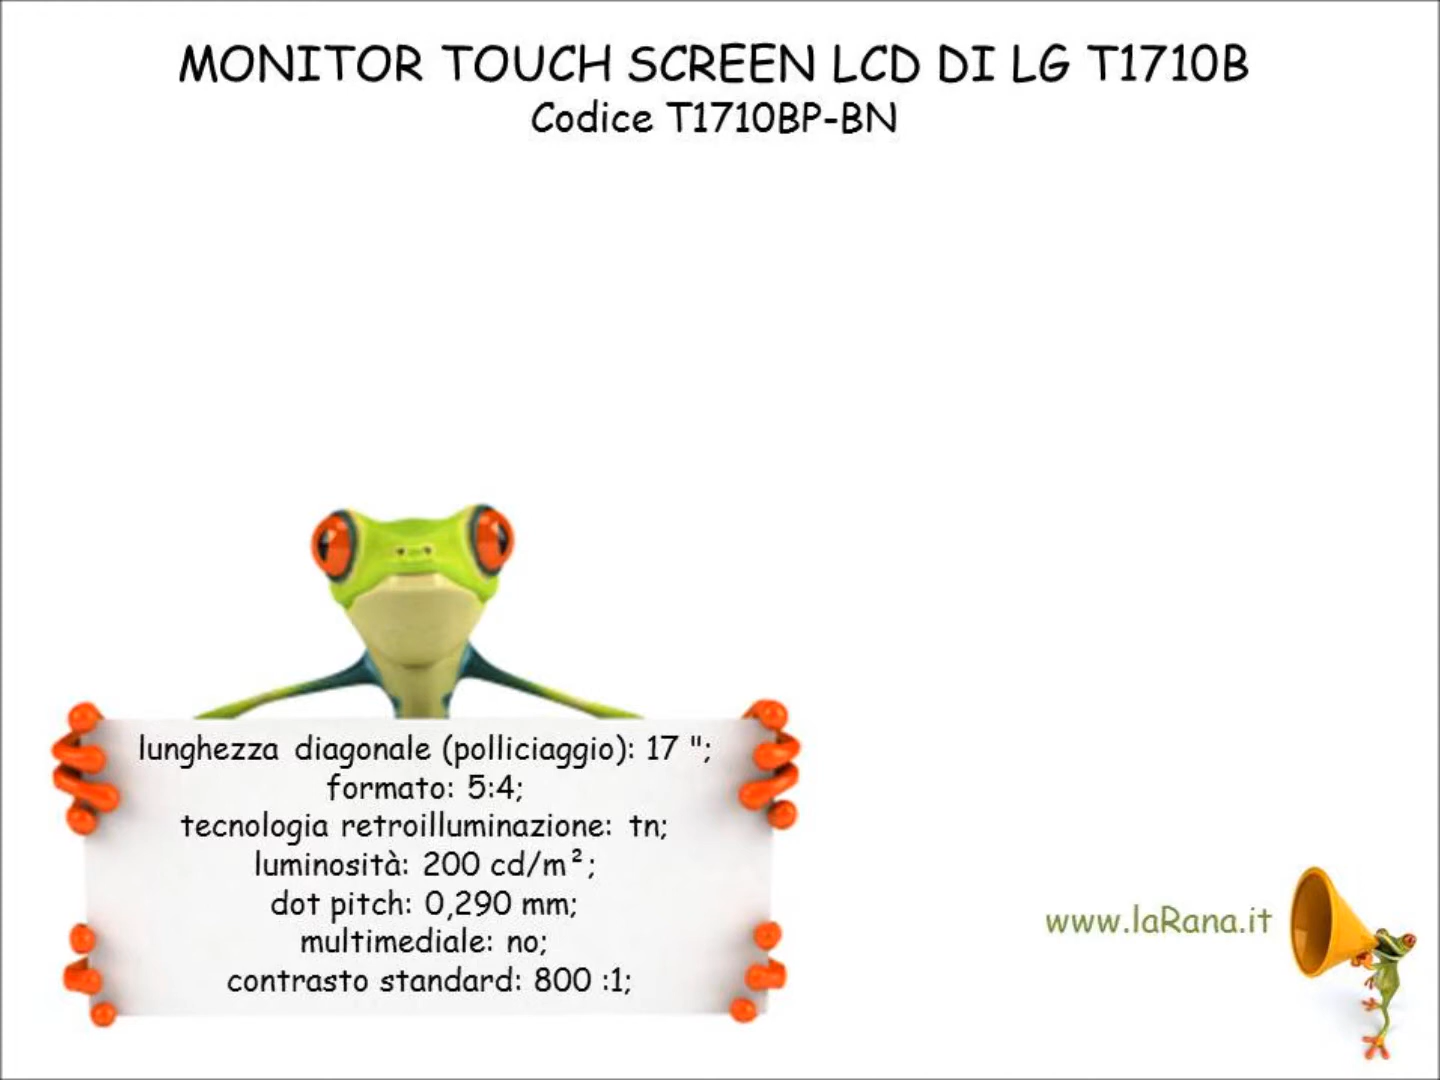 MONITOR TOUCH SCREEN LCD DI LG T1710B
Codice T1710BP-BN
lunghezza diagonale (polliciaggio): 17 ";
formato: 5:4;
tecnologia retroilluminazione: tn;
luminosità: 200 cd/m²;
dot pitch: 0,290 mm;
multimediale: no;
contrasto standard: 800 :1;
www.laRana.it